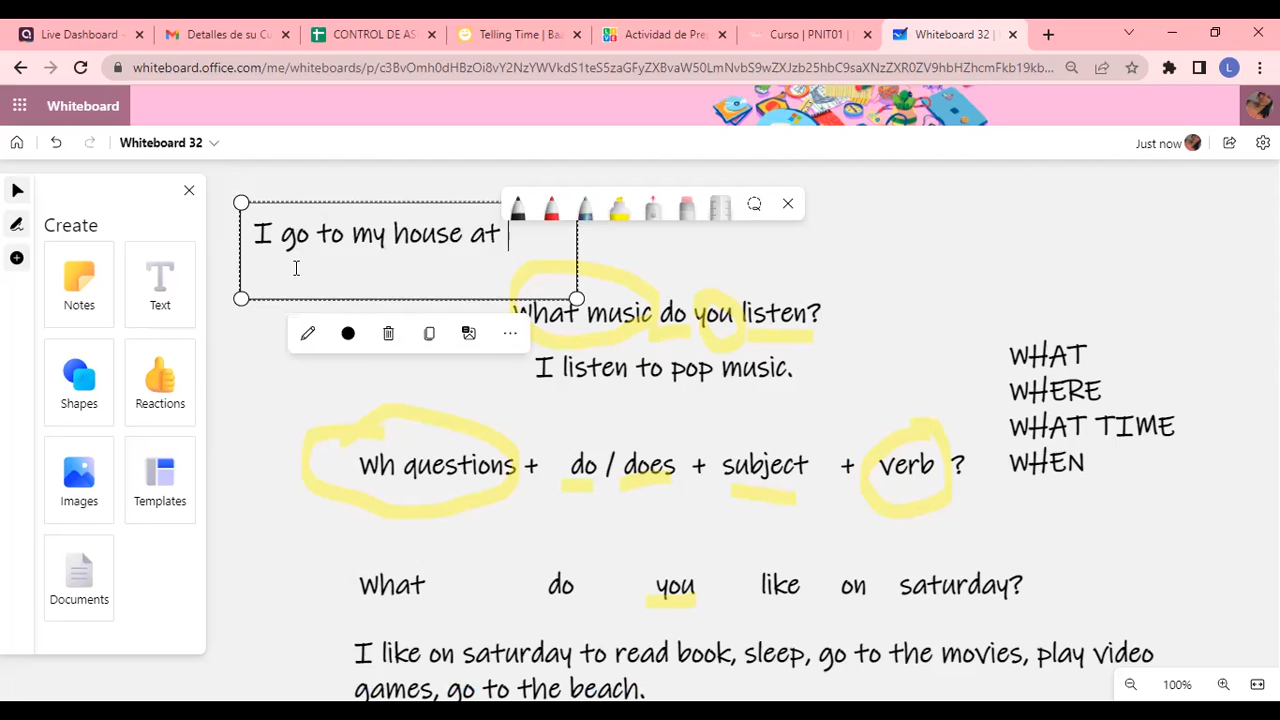 Live Dashboard -
Detalles de su C
CONTROL DE AS
Telling Time | Ba
Actividad de Pre
Curso | PNIT01 |
Whiteboard 32 |
L
whiteboard.office.com/me/whiteboards/p/
L
Whiteboard
Whiteboard 32
Just now
Create
Notes
Text
Shapes
Reactions
Images
Templates
Documents
I go to my house at
What music do you listen?
I listen to pop music.
WHAT
WHERE
WHAT TIME
WHEN
Wh questions + do / does + subject + verb ?
What do you like on saturday?
I like on saturday to read book, sleep, go to the movies, play video
games, go to the beach.
100%